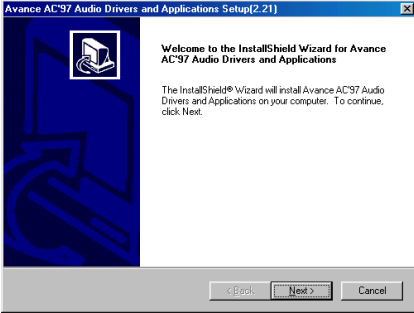 Avance AC'97 Audio Drivers and Applications Setup(2.21)
Welcome to the InstallShield Wizard for Avance
AC'97 Audio Drivers and Applications
The InstallShield® Wizard will install Avance AC'97 Audio
Drivers and Applications on your computer. To continue,
click Next.
< Back Next > Cancel